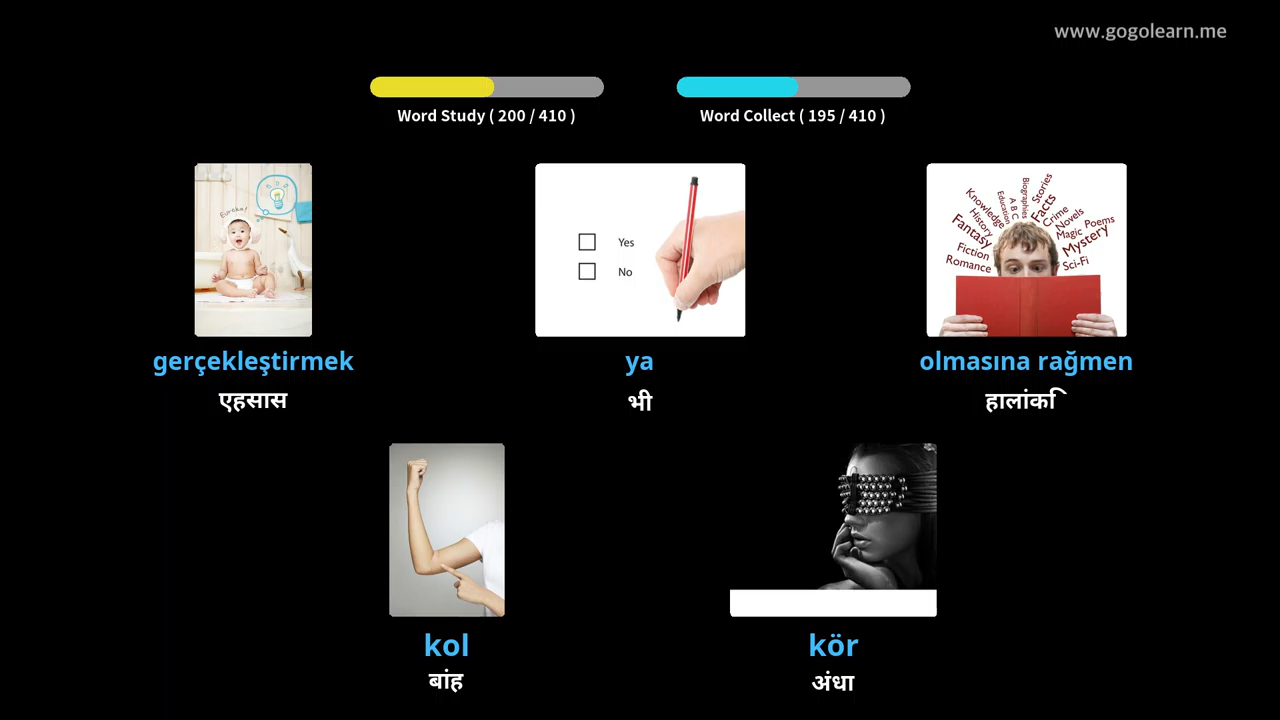 www.gogolearn.me
Word Study ( 200 / 410 )
Word Collect ( 195 / 410 )
Eureka!
Yes
No
Knowledge
History
Fantasy
Fiction
Romance
Education
A B C
Biographies
Stories
Facts
Crime
Novels
Magic
Poems
Mystery
Sci-Fi
gerçekleştirmek
ya
olmasına rağmen
एहसास
भी
हालांकि
kol
kör
बांह
अंधा